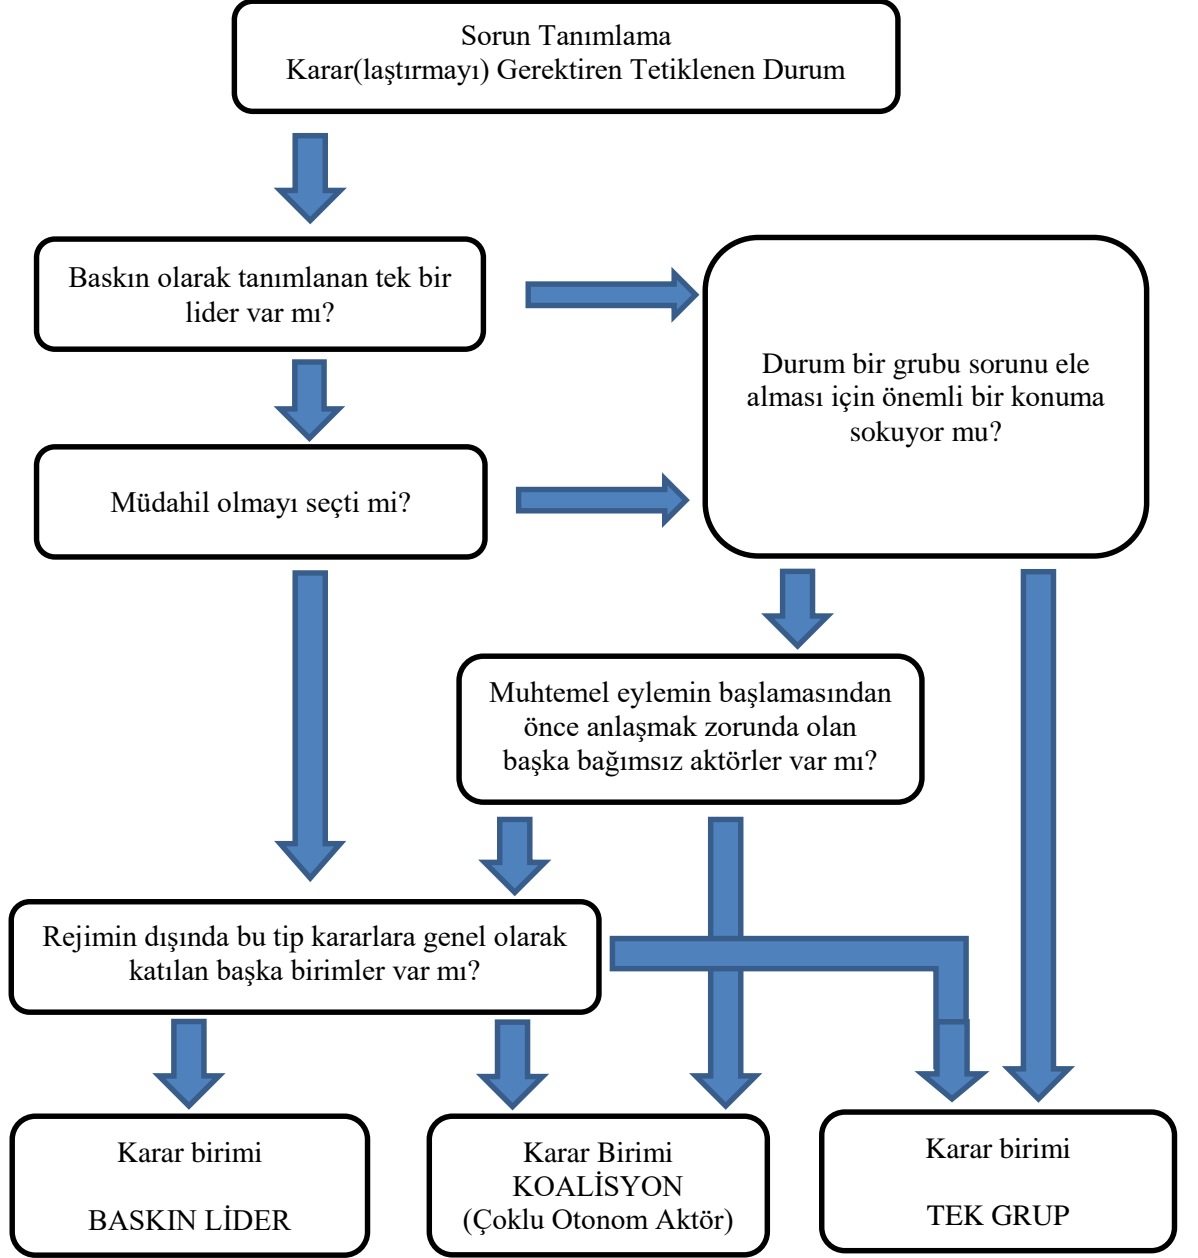 Sorun Tanımlama
Karar(laştırmayı) Gerektiren Tetiklenen Durum
Baskın olarak tanımlanan tek bir
lider var mı?
Durum bir grubu sorunu ele
alması için önemli bir konuma
sokuyor mu?
Müdahil olmayı seçti mi?
Muhtemel eylemin başlamasından
önce anlaşmak zorunda olan
başka bağımsız aktörler var mı?
Rejimin dışında bu tip kararlara genel olarak
katılan başka birimler var mı?
Karar birimi
BASKIN LİDER
Karar Birimi
KOALİSYON
(Çoklu Otonom Aktör)
Karar birimi
TEK GRUP